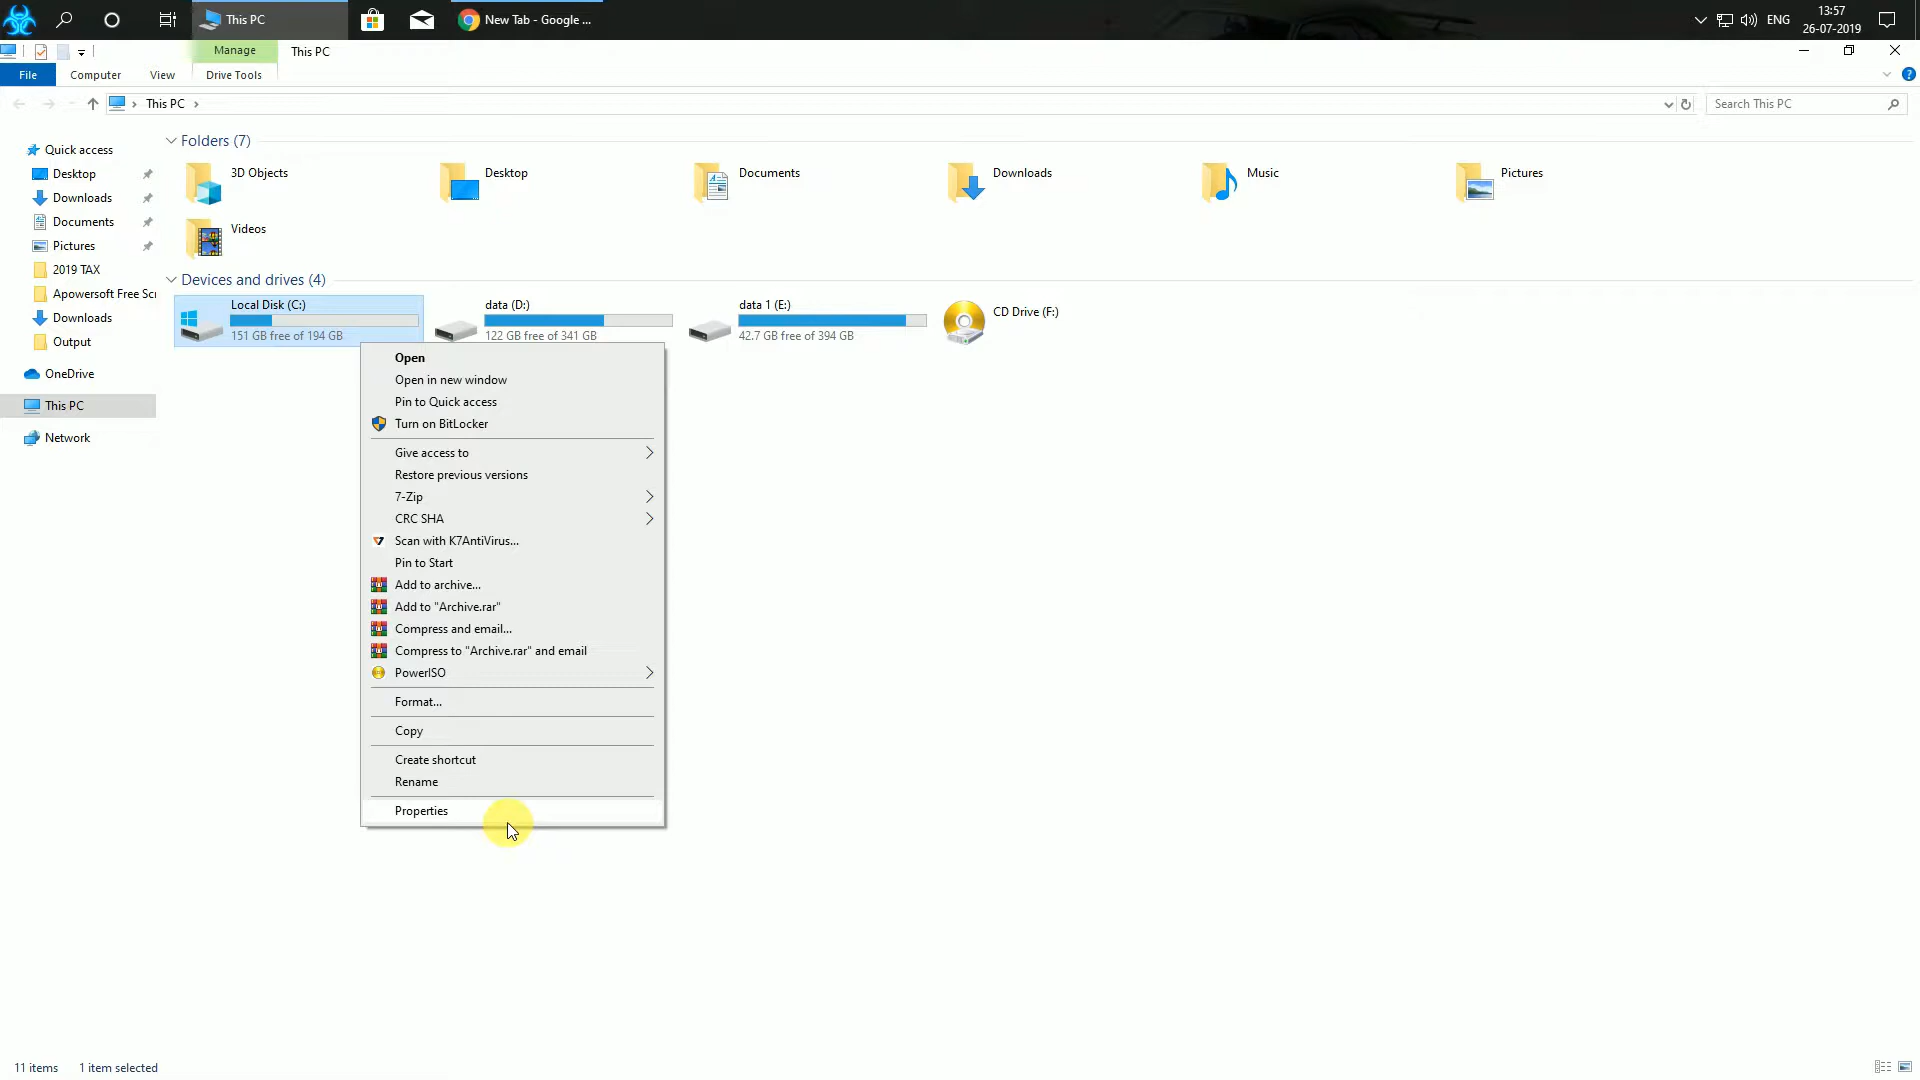 This PC
New Tab - Google ...
ENG
13:57
26-07-2019
Manage
This PC
File
Computer
View
Drive Tools
This PC
Search This PC
Quick access
Desktop
Downloads
Documents
Pictures
2019 TAX
Apowersoft Free Scr
Downloads
Output
OneDrive
This PC
Network
Folders (7)
3D Objects
Desktop
Documents
Downloads
Music
Pictures
Videos
Devices and drives (4)
Local Disk (C:)
151 GB free of 194 GB
data (D:)
122 GB free of 341 GB
data 1 (E:)
42.7 GB free of 394 GB
CD Drive (F:)
Open
Open in new window
Pin to Quick access
Turn on BitLocker
Give access to
Restore previous versions
7-Zip
CRC SHA
Scan with K7AntiVirus...
Pin to Start
Add to archive...
Add to "Archive.rar"
Compress and email...
Compress to "Archive.rar" and email
PowerISO
Format...
Copy
Create shortcut
Rename
Properties
11 items
1 item selected